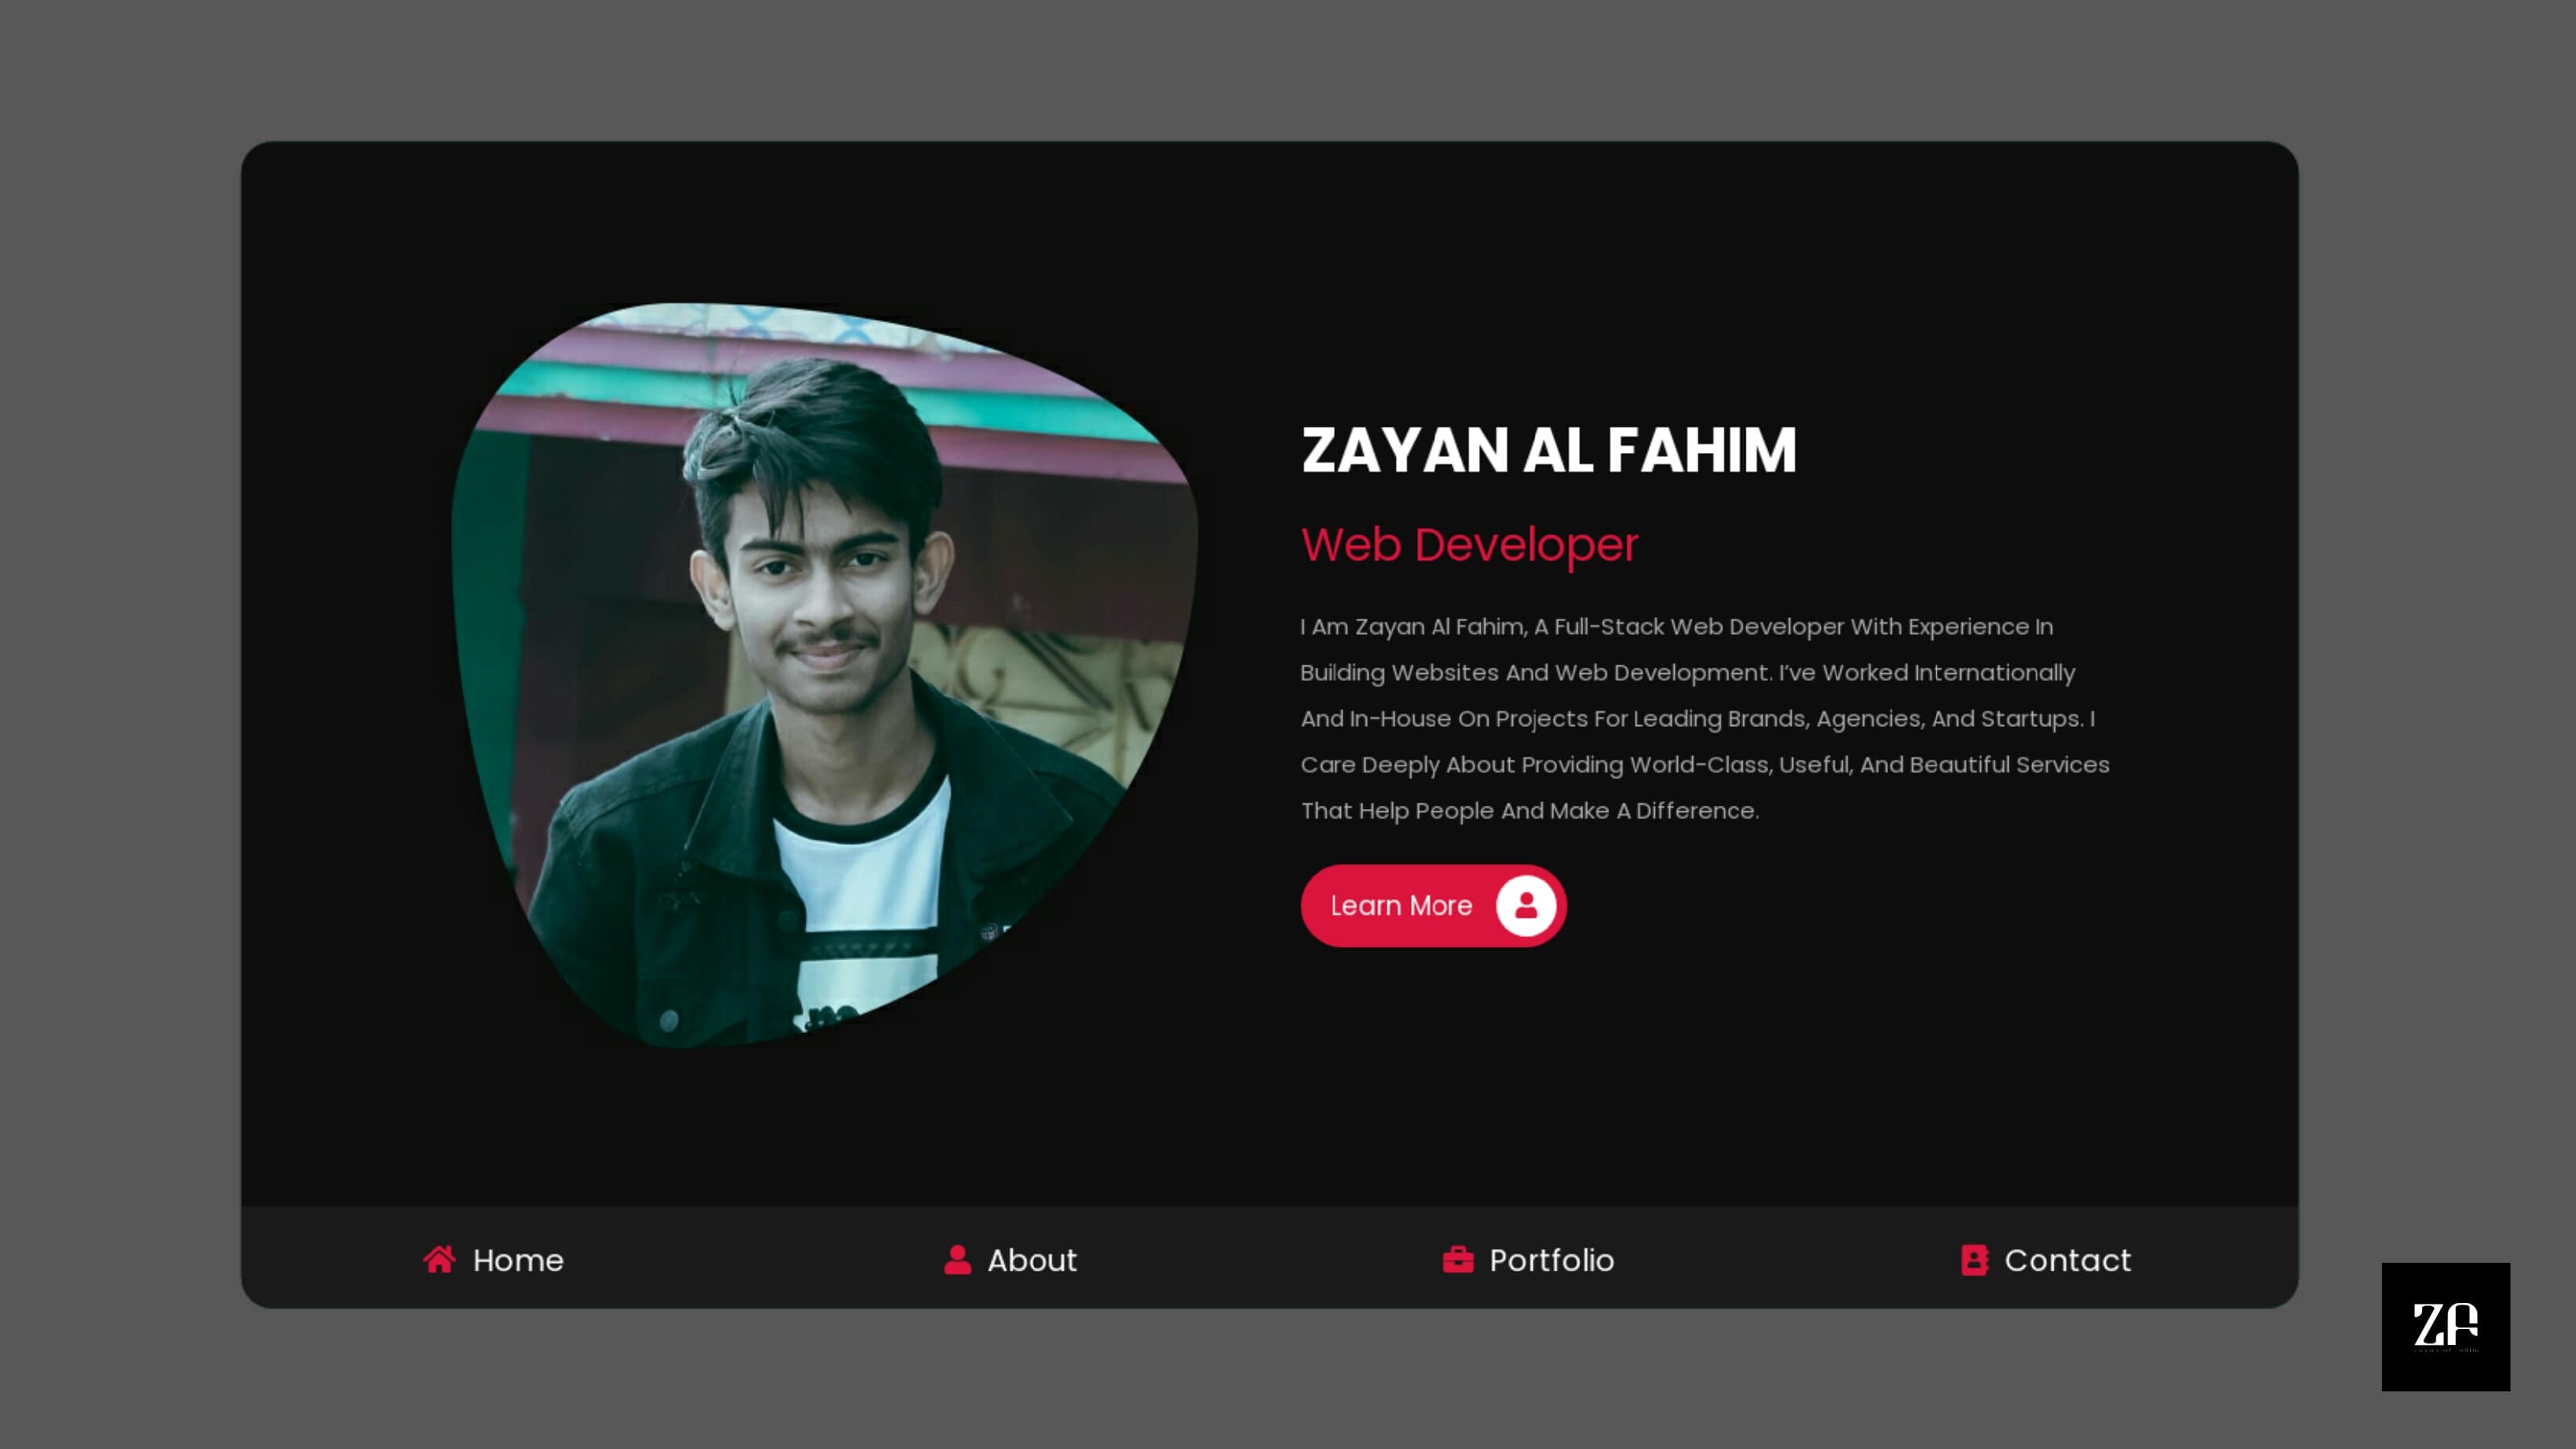 ZAYAN AL FAHIM
Web Developer
I Am Zayan Al Fahim, A Full-Stack Web Developer With Experience In
Building Websites And Web Development. I’ve Worked Internationally
And In-House On Projects For Leading Brands, Agencies, And Startups. I
Care Deeply About Providing World-Class, Useful, And Beautiful Services
That Help People And Make A Difference.
Learn More
Home
About
Portfolio
Contact
ZA